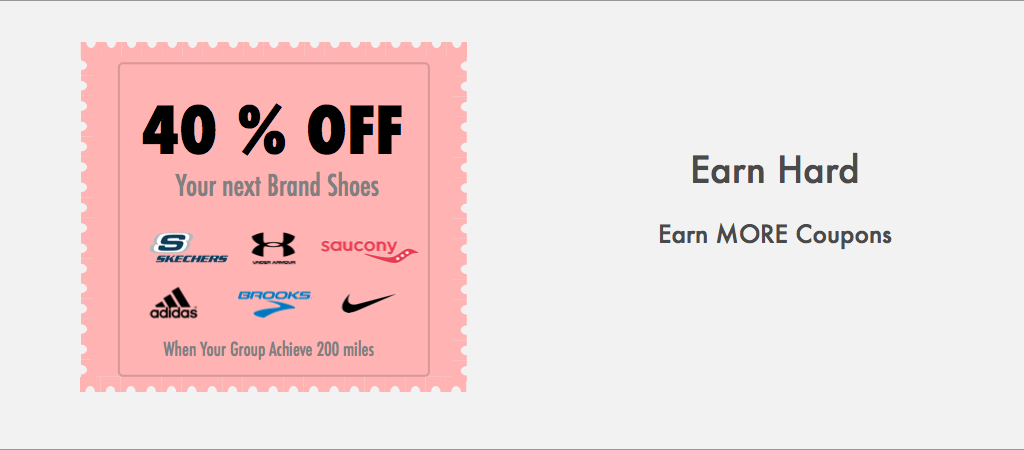 40 % OFF
Your next Brand Shoes
SKECHERS
UNDER ARMOUR
saucony
adidas
BROOKS
When Your Group Achieve 200 miles
Earn Hard
Earn MORE Coupons